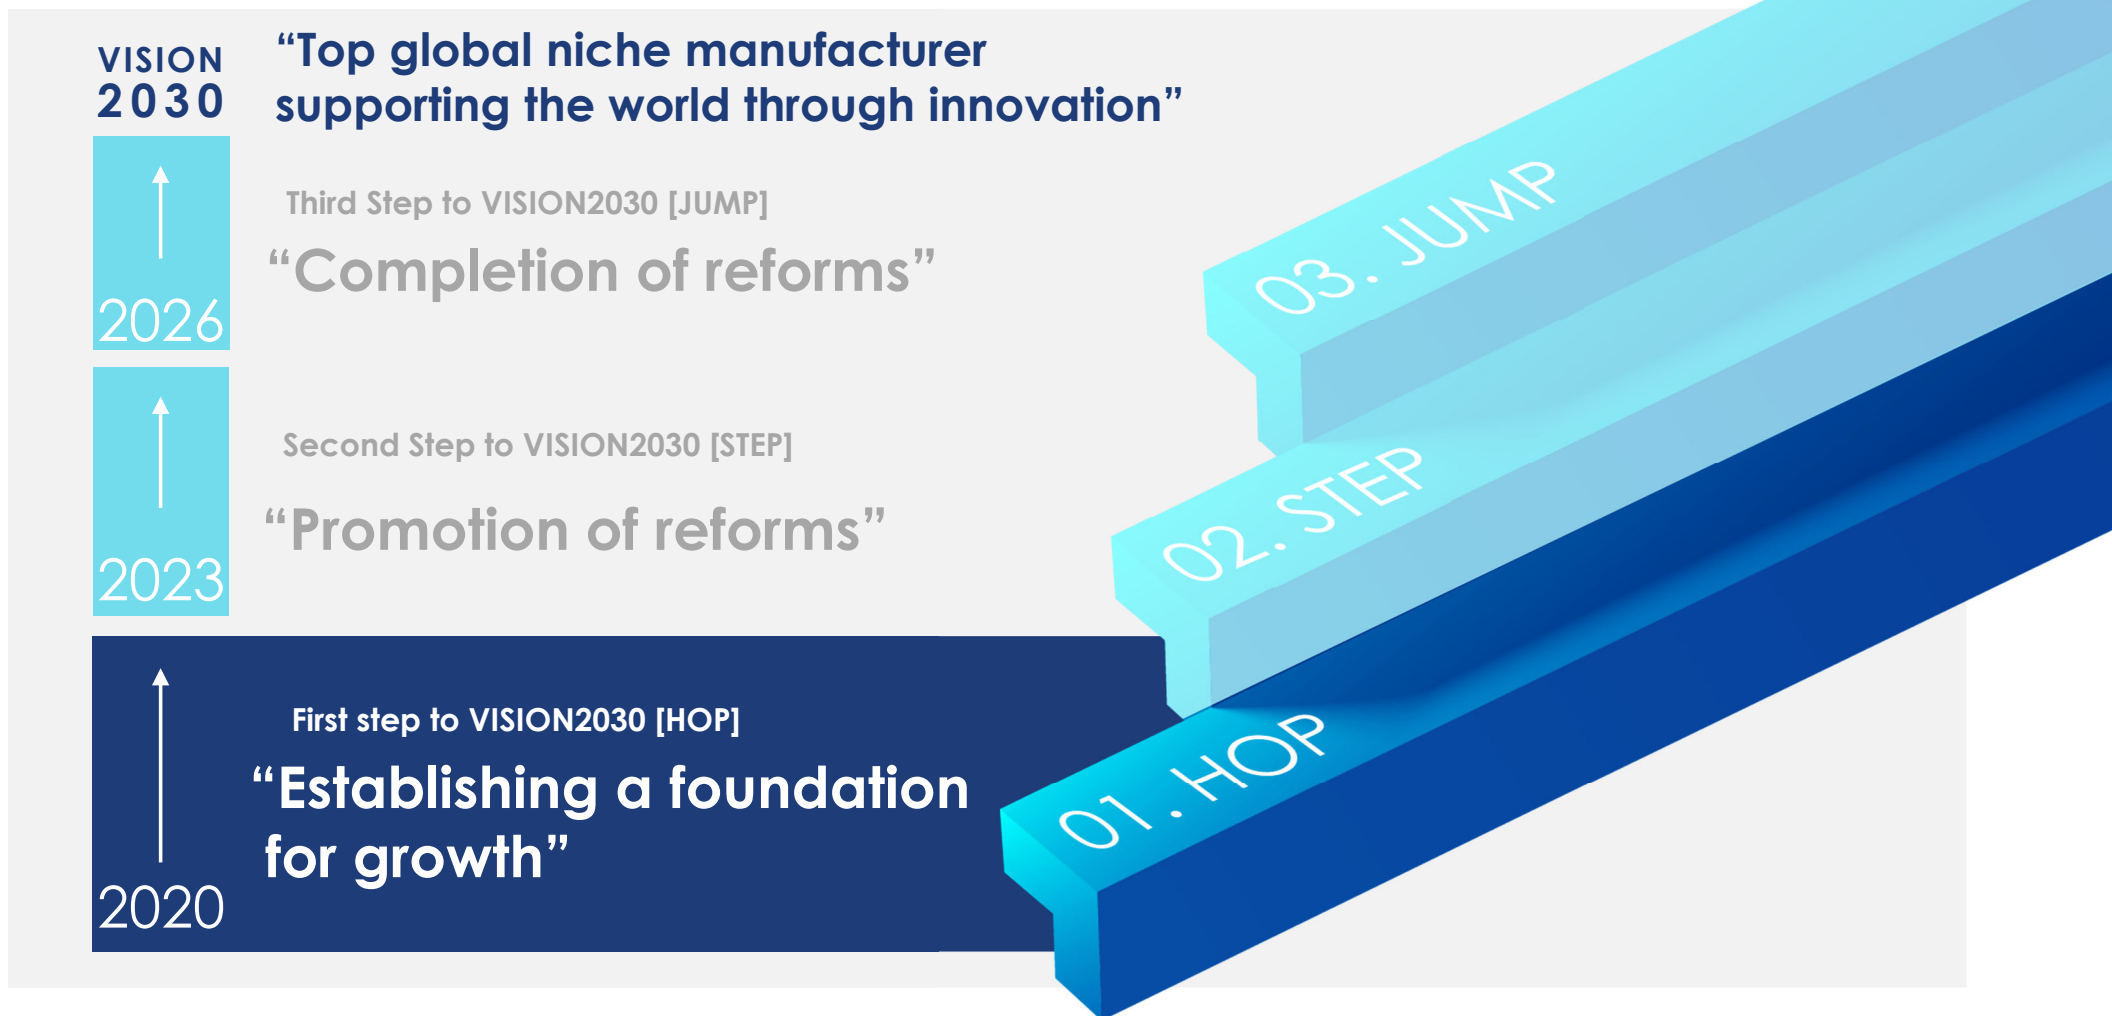 VISION
2030
“Top global niche manufacturer
supporting the world through innovation”
Third Step to VISION2030 [JUMP]
“Completion of reforms”
2026
03. JUMP
Second Step to VISION2030 [STEP]
“Promotion of reforms”
2023
02. STEP
First step to VISION2030 [HOP]
“Establishing a foundation
for growth”
2020
01. HOP